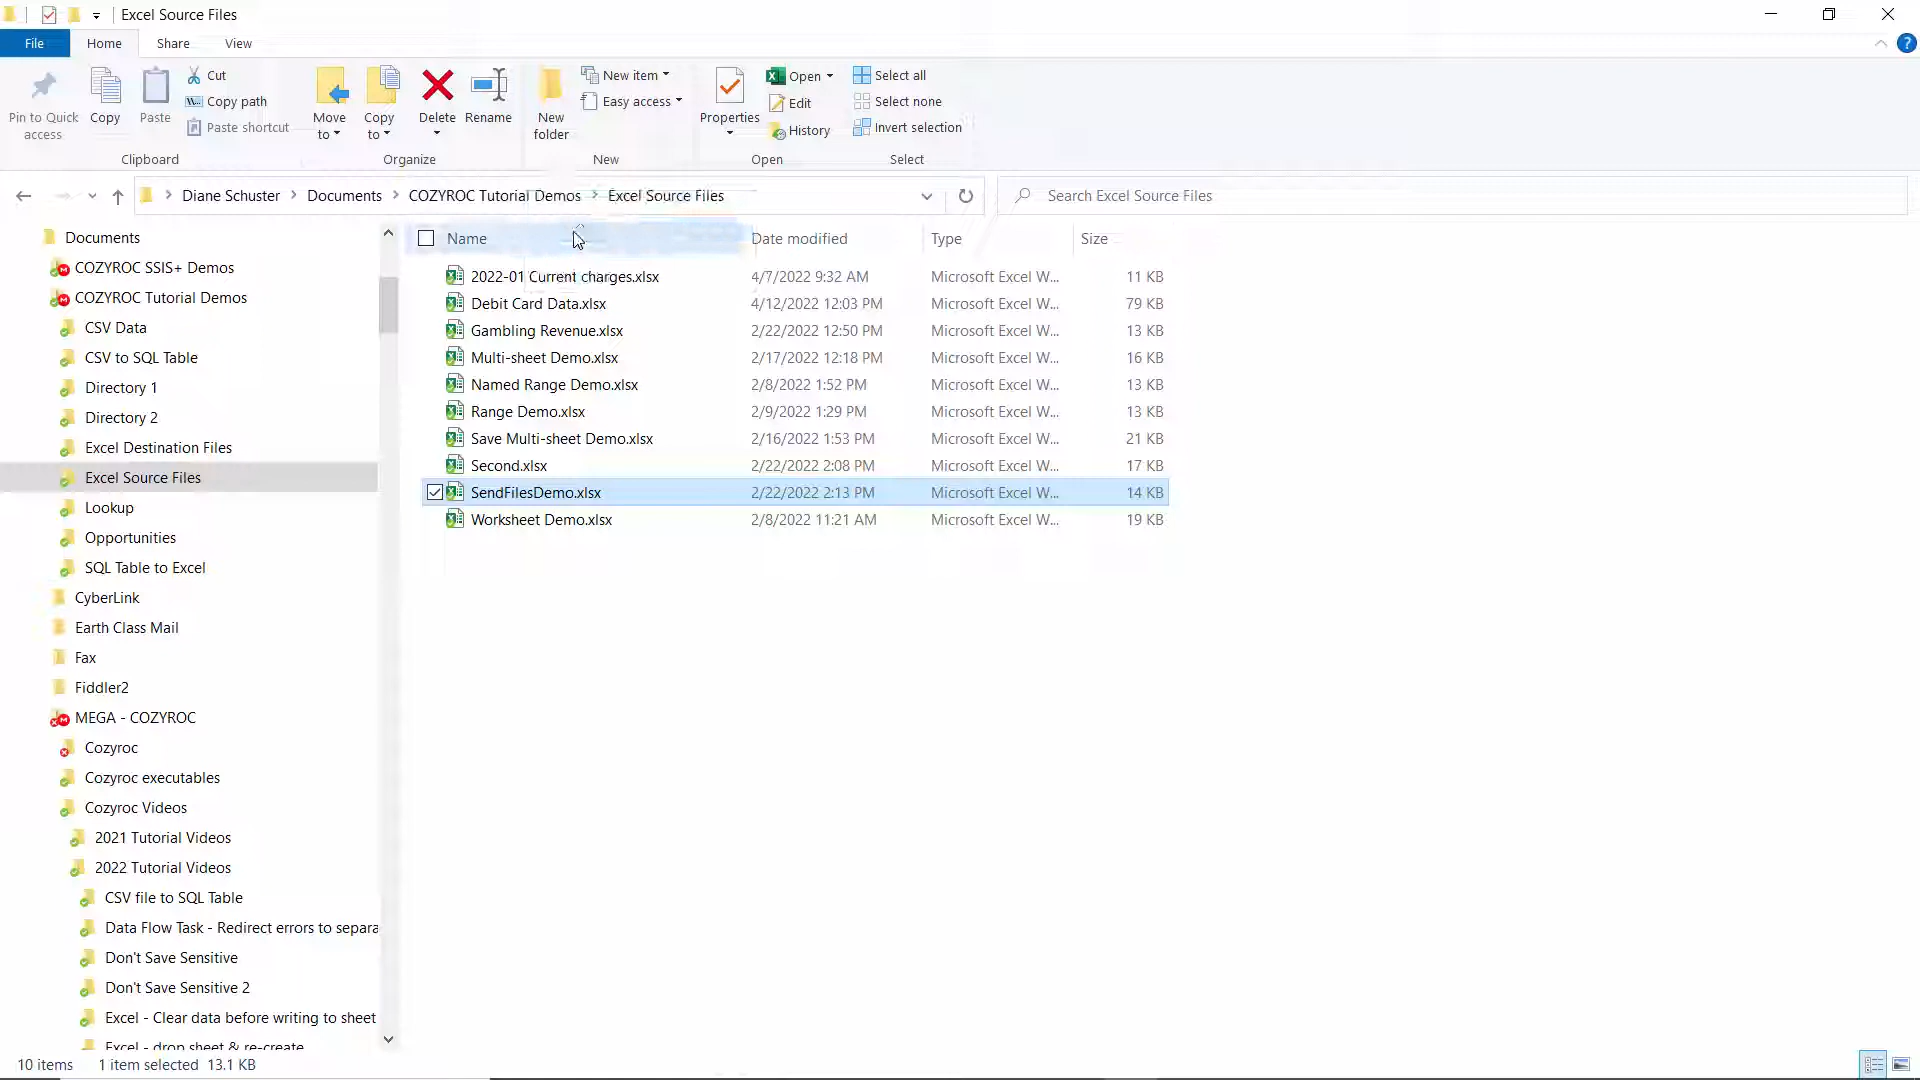 Excel Source Files
File Home Share View
Pin to Quick access
Copy
Paste
Cut
Copy path
Paste shortcut
Clipboard
Move to
Copy to
Delete
Rename
Organize
New folder
New item
Easy access
New
Properties
Open
Edit
History
Open
Select all
Select none
Invert selection
Select
Diane Schuster > Documents > COZYROC Tutorial Demos > Excel Source Files
Search Excel Source Files
Documents
COZYROC SSIS+ Demos
COZYROC Tutorial Demos
CSV Data
CSV to SQL Table
Directory 1
Directory 2
Excel Destination Files
Excel Source Files
Lookup
Opportunities
SQL Table to Excel
CyberLink
Earth Class Mail
Fax
Fiddler2
MEGA - COZYROC
Cozyroc
Cozyroc executables
Cozyroc Videos
2021 Tutorial Videos
2022 Tutorial Videos
CSV file to SQL Table
Data Flow Task - Redirect errors to separa
Don't Save Sensitive
Don't Save Sensitive 2
Excel - Clear data before writing to sheet
Excel - drop sheet & re-create
Name Date modified Type Size
2022-01 Current charges.xlsx 4/7/2022 9:32 AM Microsoft Excel W... 11 KB
Debit Card Data.xlsx 4/12/2022 12:03 PM Microsoft Excel W... 79 KB
Gambling Revenue.xlsx 2/22/2022 12:50 PM Microsoft Excel W... 13 KB
Multi-sheet Demo.xlsx 2/17/2022 12:18 PM Microsoft Excel W... 16 KB
Named Range Demo.xlsx 2/8/2022 1:52 PM Microsoft Excel W... 13 KB
Range Demo.xlsx 2/9/2022 1:29 PM Microsoft Excel W... 13 KB
Save Multi-sheet Demo.xlsx 2/16/2022 1:53 PM Microsoft Excel W... 21 KB
Second.xlsx 2/22/2022 2:08 PM Microsoft Excel W... 17 KB
SendFilesDemo.xlsx 2/22/2022 2:13 PM Microsoft Excel W... 14 KB
Worksheet Demo.xlsx 2/8/2022 11:21 AM Microsoft Excel W... 19 KB
10 items 1 item selected 13.1 KB